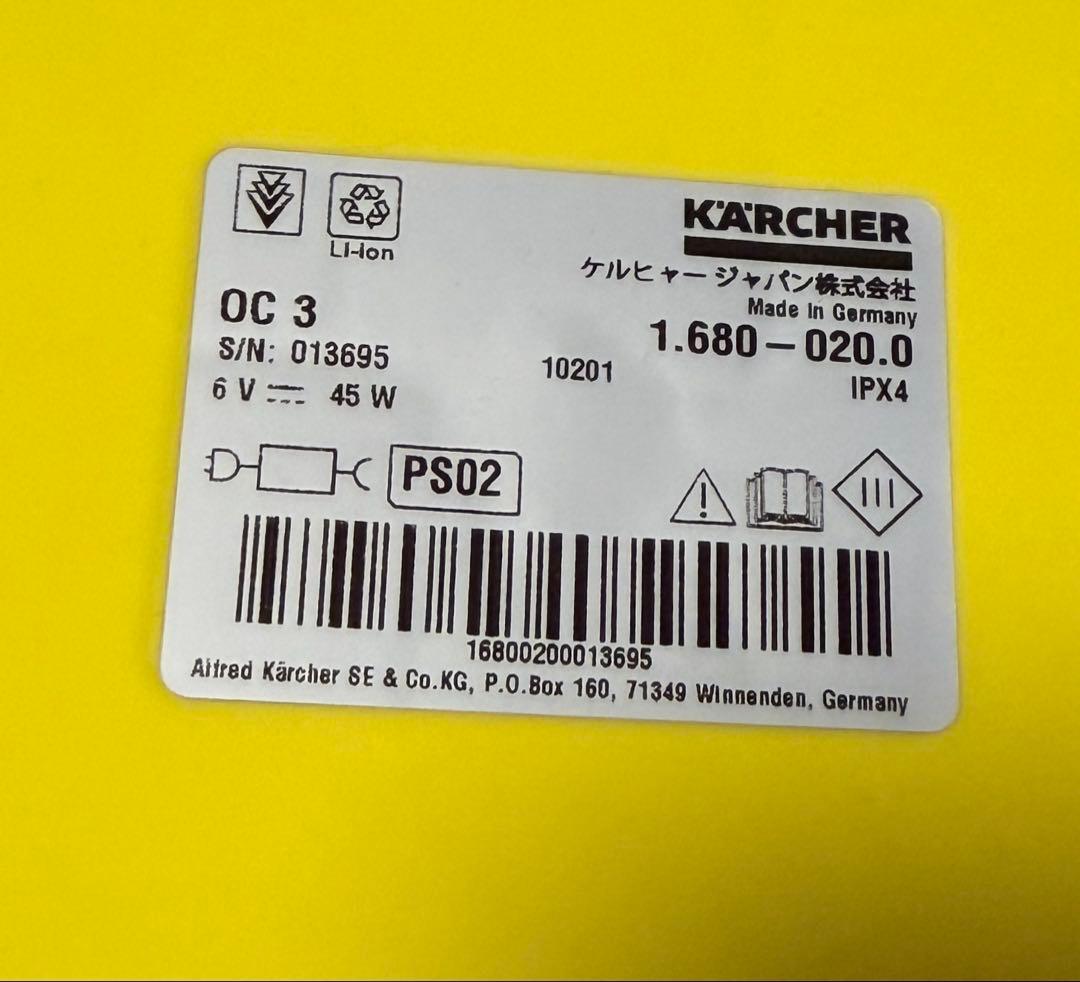 KÄRCHER
Li-Ion
ケルヒャー ジャパン株式会社
Made in Germany
OC 3
1.680-020.0
S/N: 013695
10201
IPX4
6 V ⎓ 45 W
PS02
16800200013695
Alfred Kärcher SE & Co.KG, P.O.Box 160, 71349 Winnenden, Germany